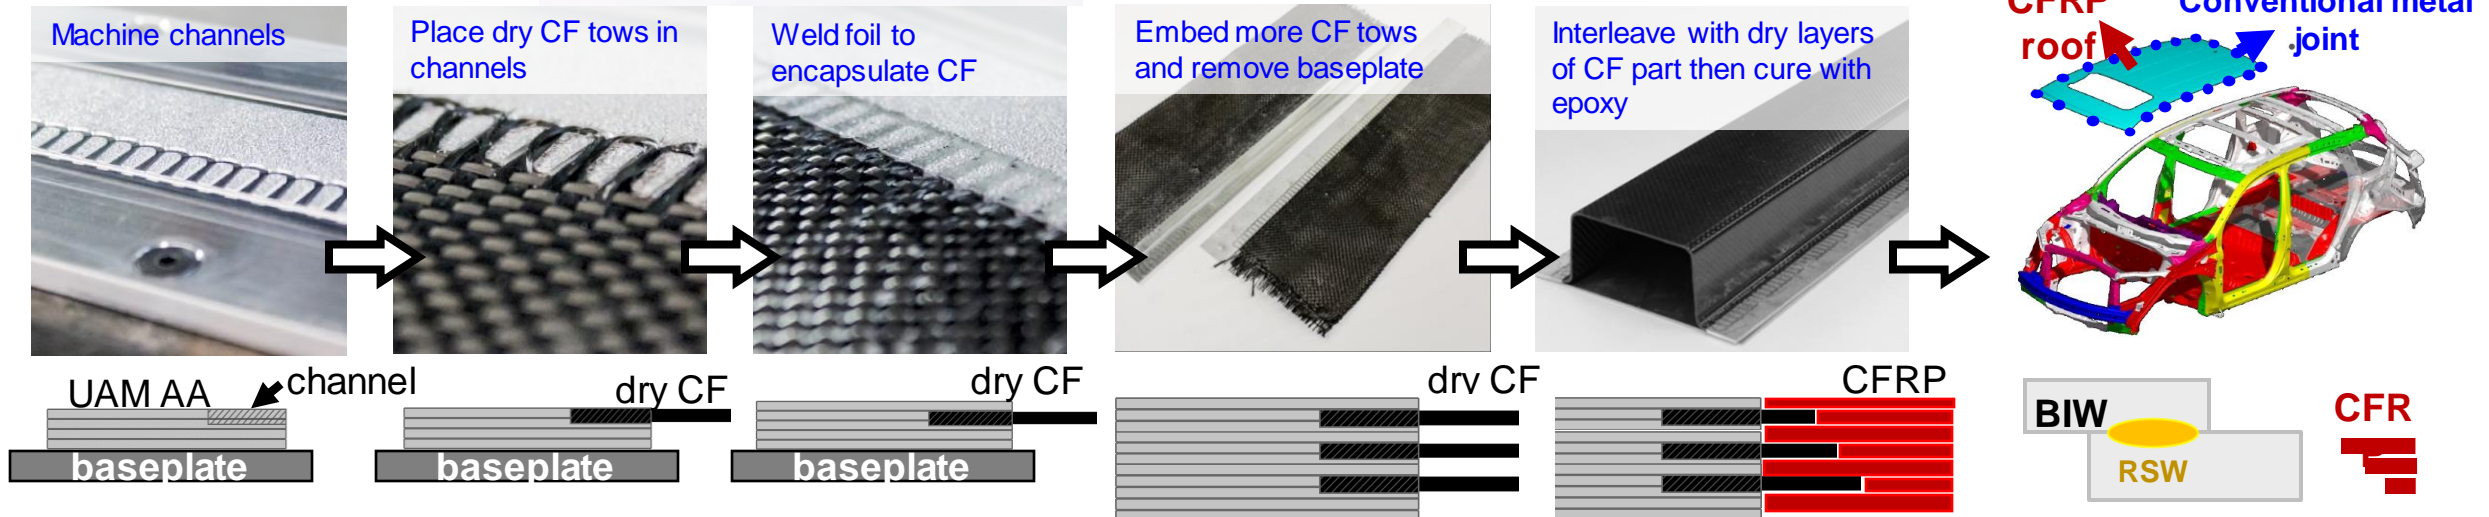 Machine channels
Place dry CF tows in
channels
Weld foil to
encapsulate CF
Embed more CF tows
and remove baseplate
Interleave with dry layers
of CF part then cure with
epoxy
CFRP
roof
Conventional metal
joint
UAM AA
channel
baseplate
dry CF
baseplate
dry CF
baseplate
dry CF
CFRP
BIW
RSW
CFR